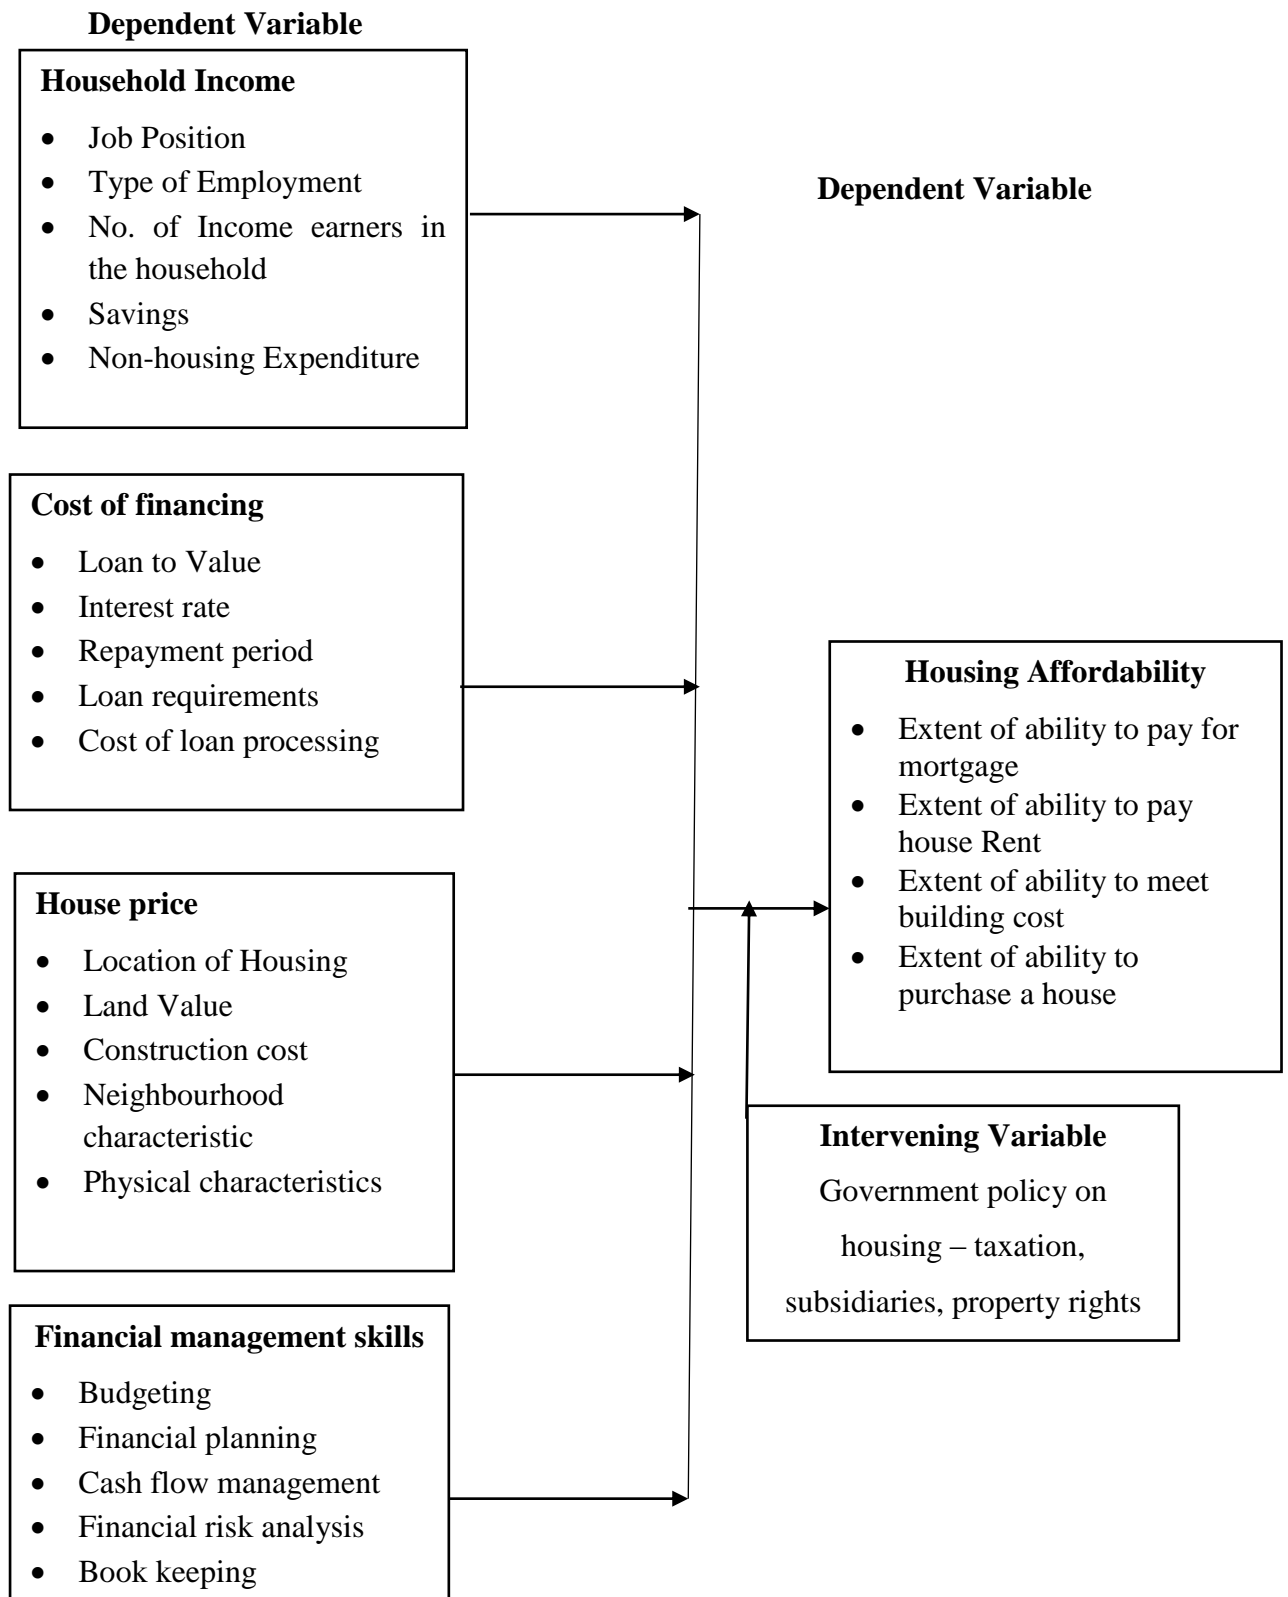 Dependent Variable
Household Income
• Job Position
• Type of Employment
• No. of Income earners in
the household
• Savings
• Non-housing Expenditure
Cost of financing
• Loan to Value
• Interest rate
• Repayment period
• Loan requirements
• Cost of loan processing
House price
• Location of Housing
• Land Value
• Construction cost
• Neighbourhood
characteristic
• Physical characteristics
Financial management skills
• Budgeting
• Financial planning
• Cash flow management
• Financial risk analysis
• Book keeping
Dependent Variable
Housing Affordability
• Extent of ability to pay for
mortgage
• Extent of ability to pay
house Rent
• Extent of ability to meet
building cost
• Extent of ability to
purchase a house
Intervening Variable
Government policy on
housing – taxation,
subsidiaries, property rights